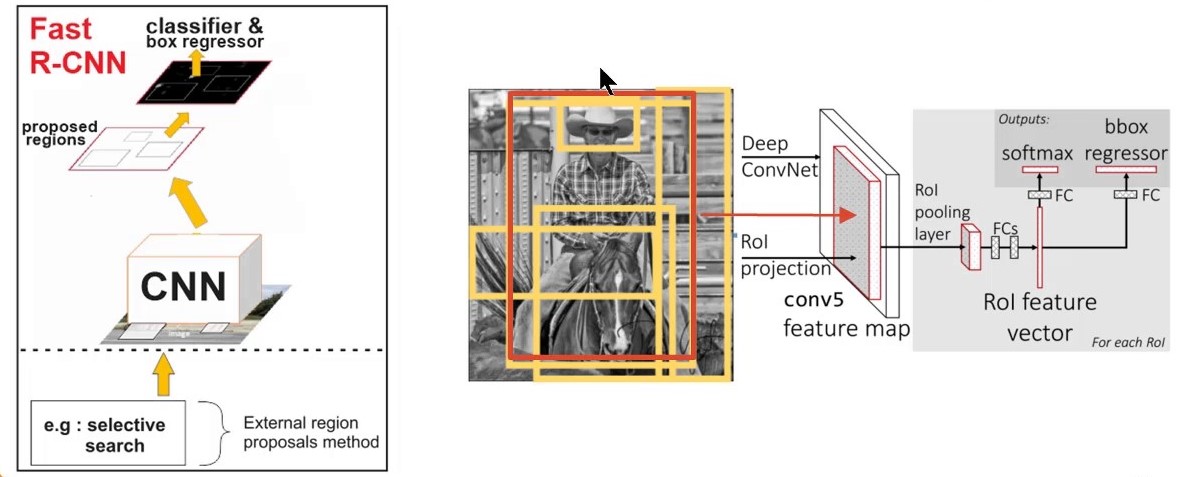 Fast
R-CNN
classifier &
box regressor
proposed
regions
CNN
image
e.g : selective
search
External region
proposals method
Deep
ConvNet
RoI
projection
conv5
feature map
RoI
pooling
layer
FCs
RoI feature
vector
Outputs:
softmax
bbox
regressor
FC
FC
For each RoI